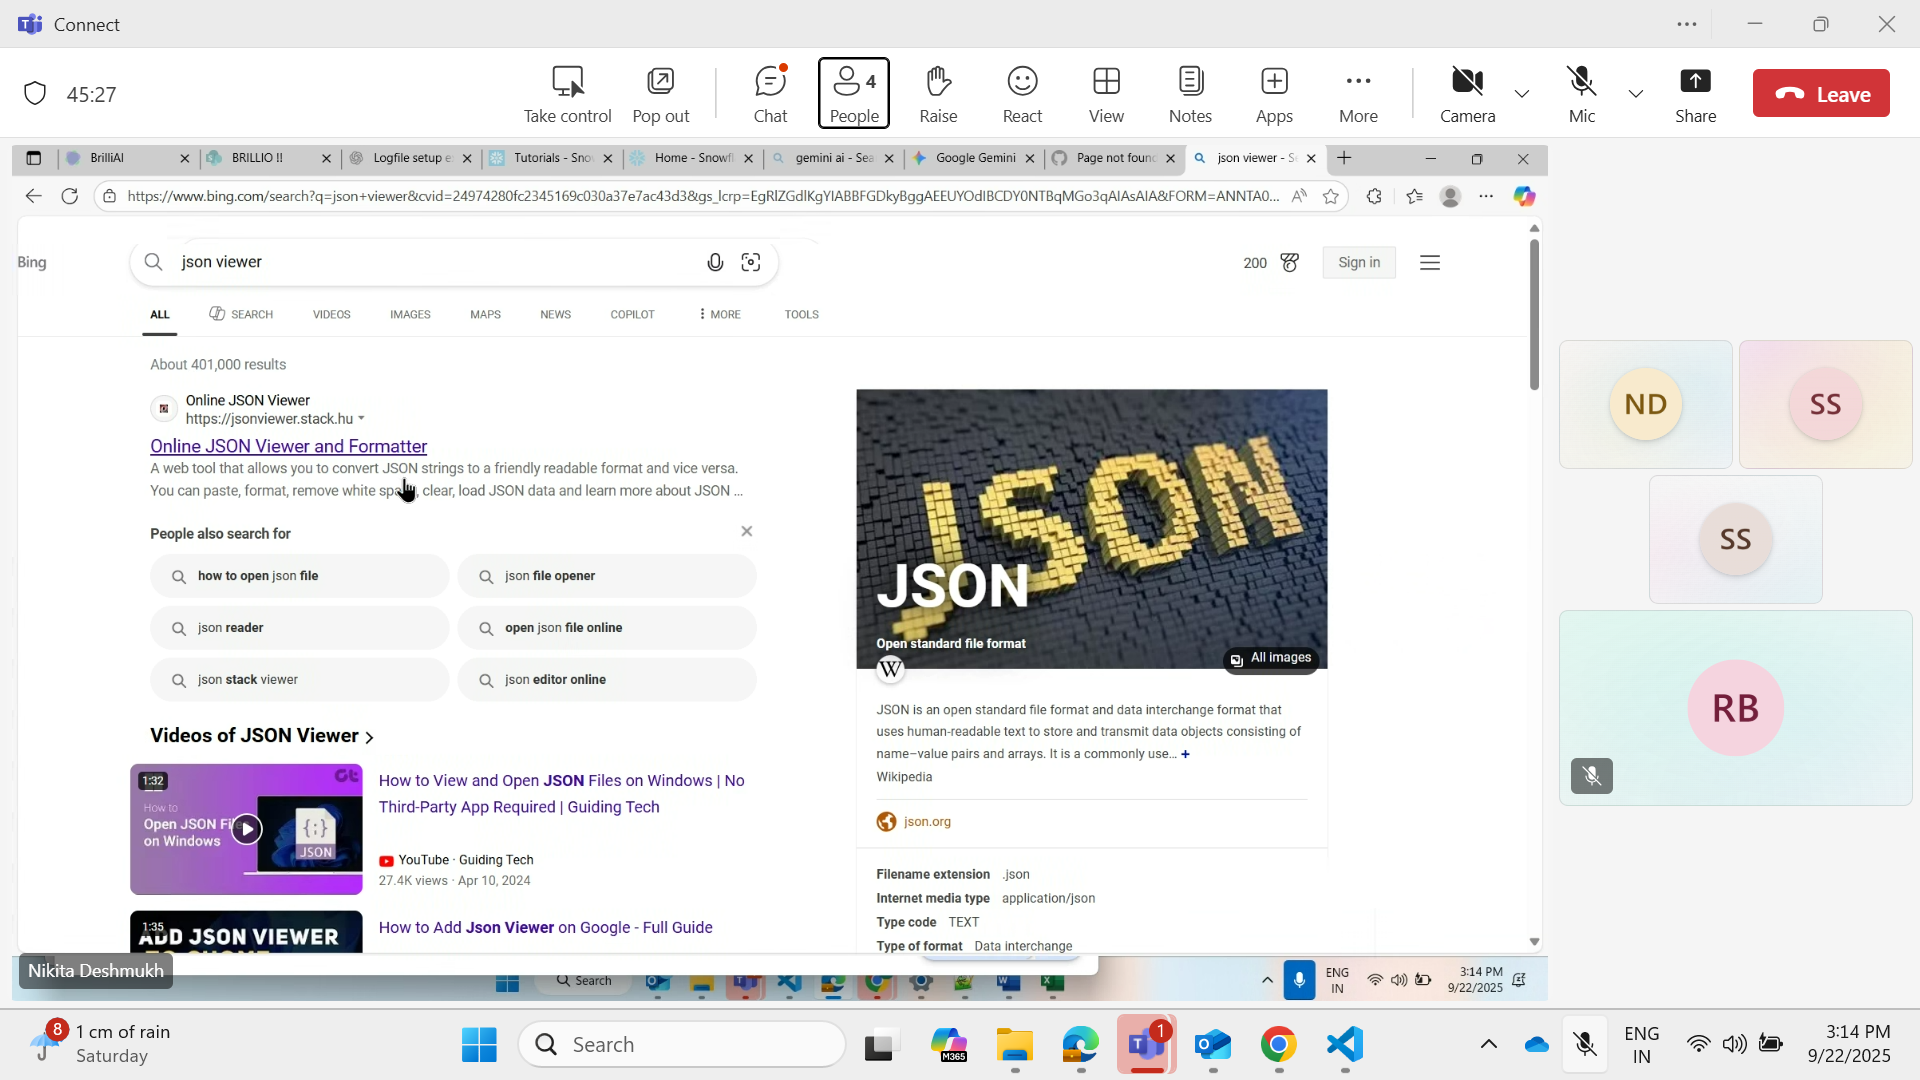 Connect
45:27
Take control
Pop out
Chat
4
People
Raise
React
View
Notes
Apps
More
Camera
Mic
Share
Leave
BrilliAI
BRILLIO !!
Logfile setup e
Tutorials - Snow
Home - Snowfl
gemini ai - Sea
Google Gemini
Page not found
json viewer - S
https://www.bing.com/search?q=json+viewer&cvid=24974280fc2345169c030a37e7ac43d3&gs_lcrp=EgRlZGdlKgYIABBFGDkyBggAEEUYOdIBCDY0NTBqMGo3qAIAsAIA&FORM=ANNTA0...
Bing
json viewer
200
Sign in
ALL
SEARCH
VIDEOS
IMAGES
MAPS
NEWS
COPILOT
MORE
TOOLS
About 401,000 results
Online JSON Viewer
https://jsonviewer.stack.hu
Online JSON Viewer and Formatter
A web tool that allows you to convert JSON strings to a friendly readable format and vice versa.
You can paste, format, remove white space, clear, load JSON data and learn more about JSON ...
People also search for
how to open json file
json file opener
json reader
open json file online
json stack viewer
json editor online
Videos of JSON Viewer
1:32
How to
Open JSON Files
on Windows
JSON
Gt
How to View and Open JSON Files on Windows | No
Third-Party App Required | Guiding Tech
YouTube · Guiding Tech
27.4K views · Apr 10, 2024
1:35
ADD JSON VIEWER
How to Add Json Viewer on Google - Full Guide
JSON
JSON
Open standard file format
All images
W
JSON is an open standard file format and data interchange format that
uses human-readable text to store and transmit data objects consisting of
name–value pairs and arrays. It is a commonly use... +
Wikipedia
json.org
Filename extension .json
Internet media type application/json
Type code TEXT
Type of format Data interchange
Nikita Deshmukh
Search
ENG
IN
3:14 PM
9/22/2025
ND
SS
SS
RB
8
1 cm of rain
Saturday
Search
M365
1
ENG
IN
3:14 PM
9/22/2025